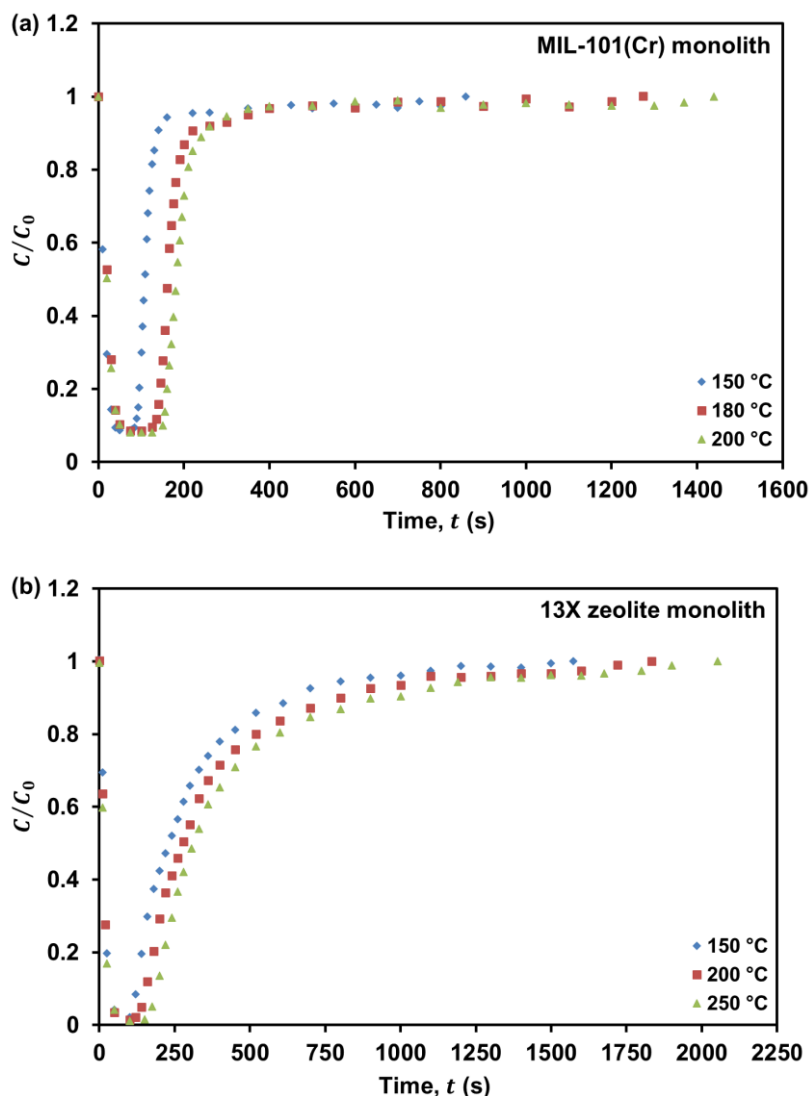 (a)
MIL-101(Cr) monolith
1.2
1
0.8
0.6
0.4
0.2
0
C/C₀
150 °C
180 °C
200 °C
0 200 400 600 800 1000 1200 1400 1600
Time, t (s)
(b)
13X zeolite monolith
1.2
1
0.8
0.6
0.4
0.2
0
C/C₀
150 °C
200 °C
250 °C
0 250 500 750 1000 1250 1500 1750 2000 2250
Time, t (s)